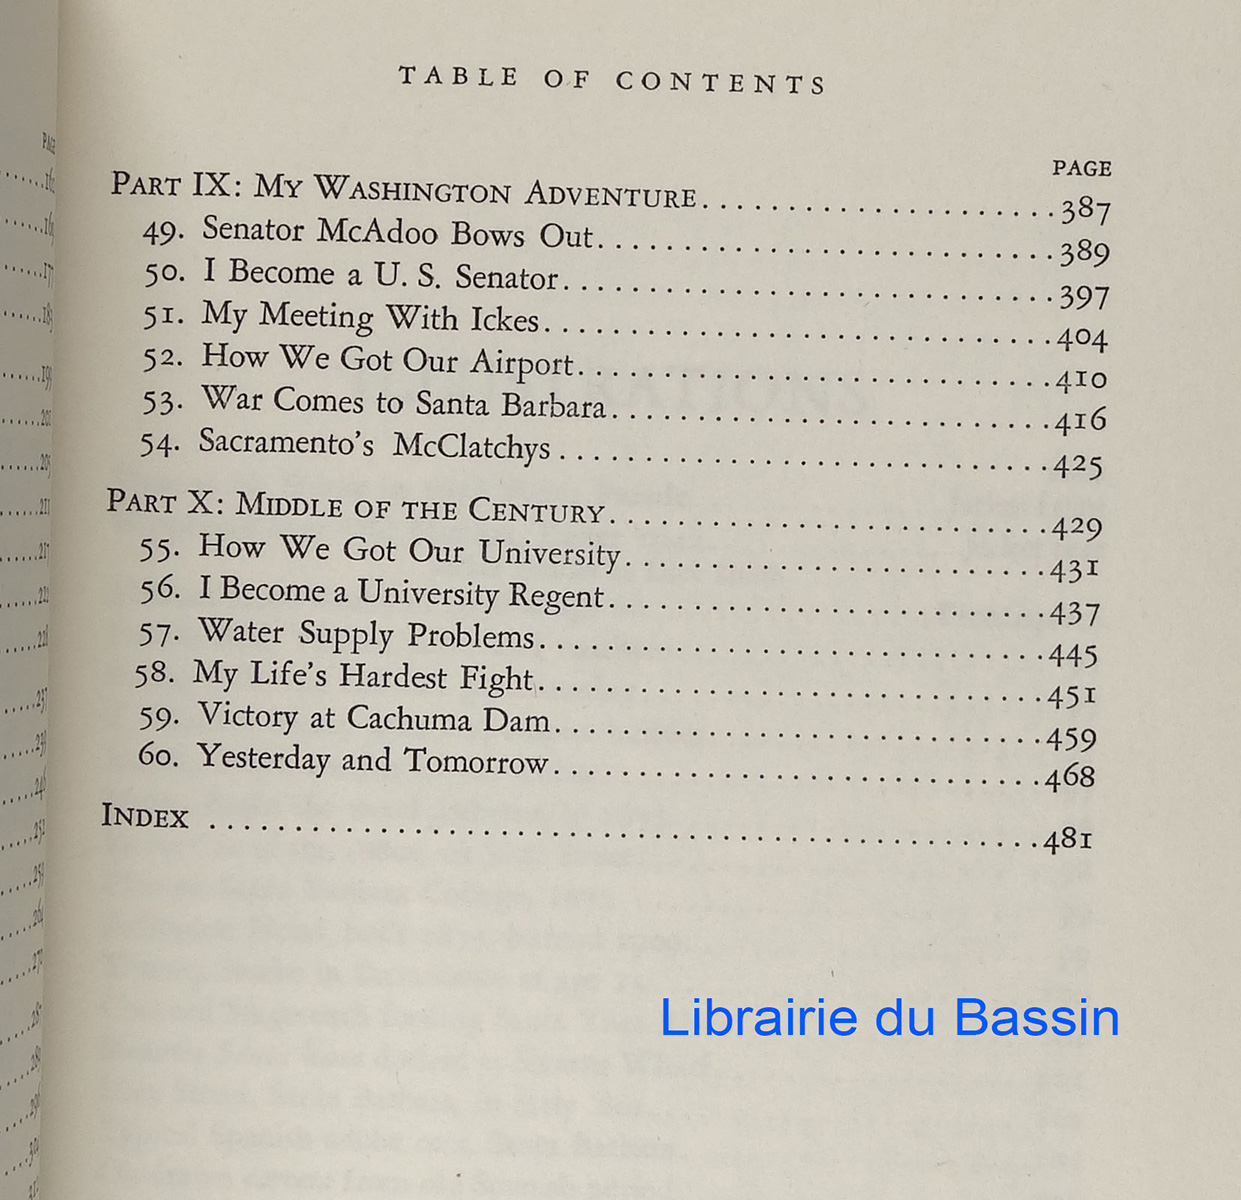 TABLE OF CONTENTS
PAGE
PART IX: MY WASHINGTON ADVENTURE. . . . . . . . . . . . . . . . . . . . . 387
49. Senator McAdoo Bows Out. . . . . . . . . . . . . . . . . . . . . . . . . . . 389
50. I Become a U. S. Senator. . . . . . . . . . . . . . . . . . . . . . . . . . . . . 397
51. My Meeting With Ickes. . . . . . . . . . . . . . . . . . . . . . . . . . . . . . 404
52. How We Got Our Airport. . . . . . . . . . . . . . . . . . . . . . . . . . . . 410
53. War Comes to Santa Barbara. . . . . . . . . . . . . . . . . . . . . . . . . . 416
54. Sacramento's McClatchys . . . . . . . . . . . . . . . . . . . . . . . . . . . . . 425
PART X: MIDDLE OF THE CENTURY. . . . . . . . . . . . . . . . . . . . . . . . . . 429
55. How We Got Our University. . . . . . . . . . . . . . . . . . . . . . . . . 431
56. I Become a University Regent. . . . . . . . . . . . . . . . . . . . . . . . . . 437
57. Water Supply Problems. . . . . . . . . . . . . . . . . . . . . . . . . . . . . . 445
58. My Life's Hardest Fight. . . . . . . . . . . . . . . . . . . . . . . . . . . . . . 451
59. Victory at Cachuma Dam. . . . . . . . . . . . . . . . . . . . . . . . . . . . . 459
60. Yesterday and Tomorrow. . . . . . . . . . . . . . . . . . . . . . . . . . . . . 468
INDEX . . . . . . . . . . . . . . . . . . . . . . . . . . . . . . . . . . . . . . . . . . . . . . . . . 481
Librairie du Bassin